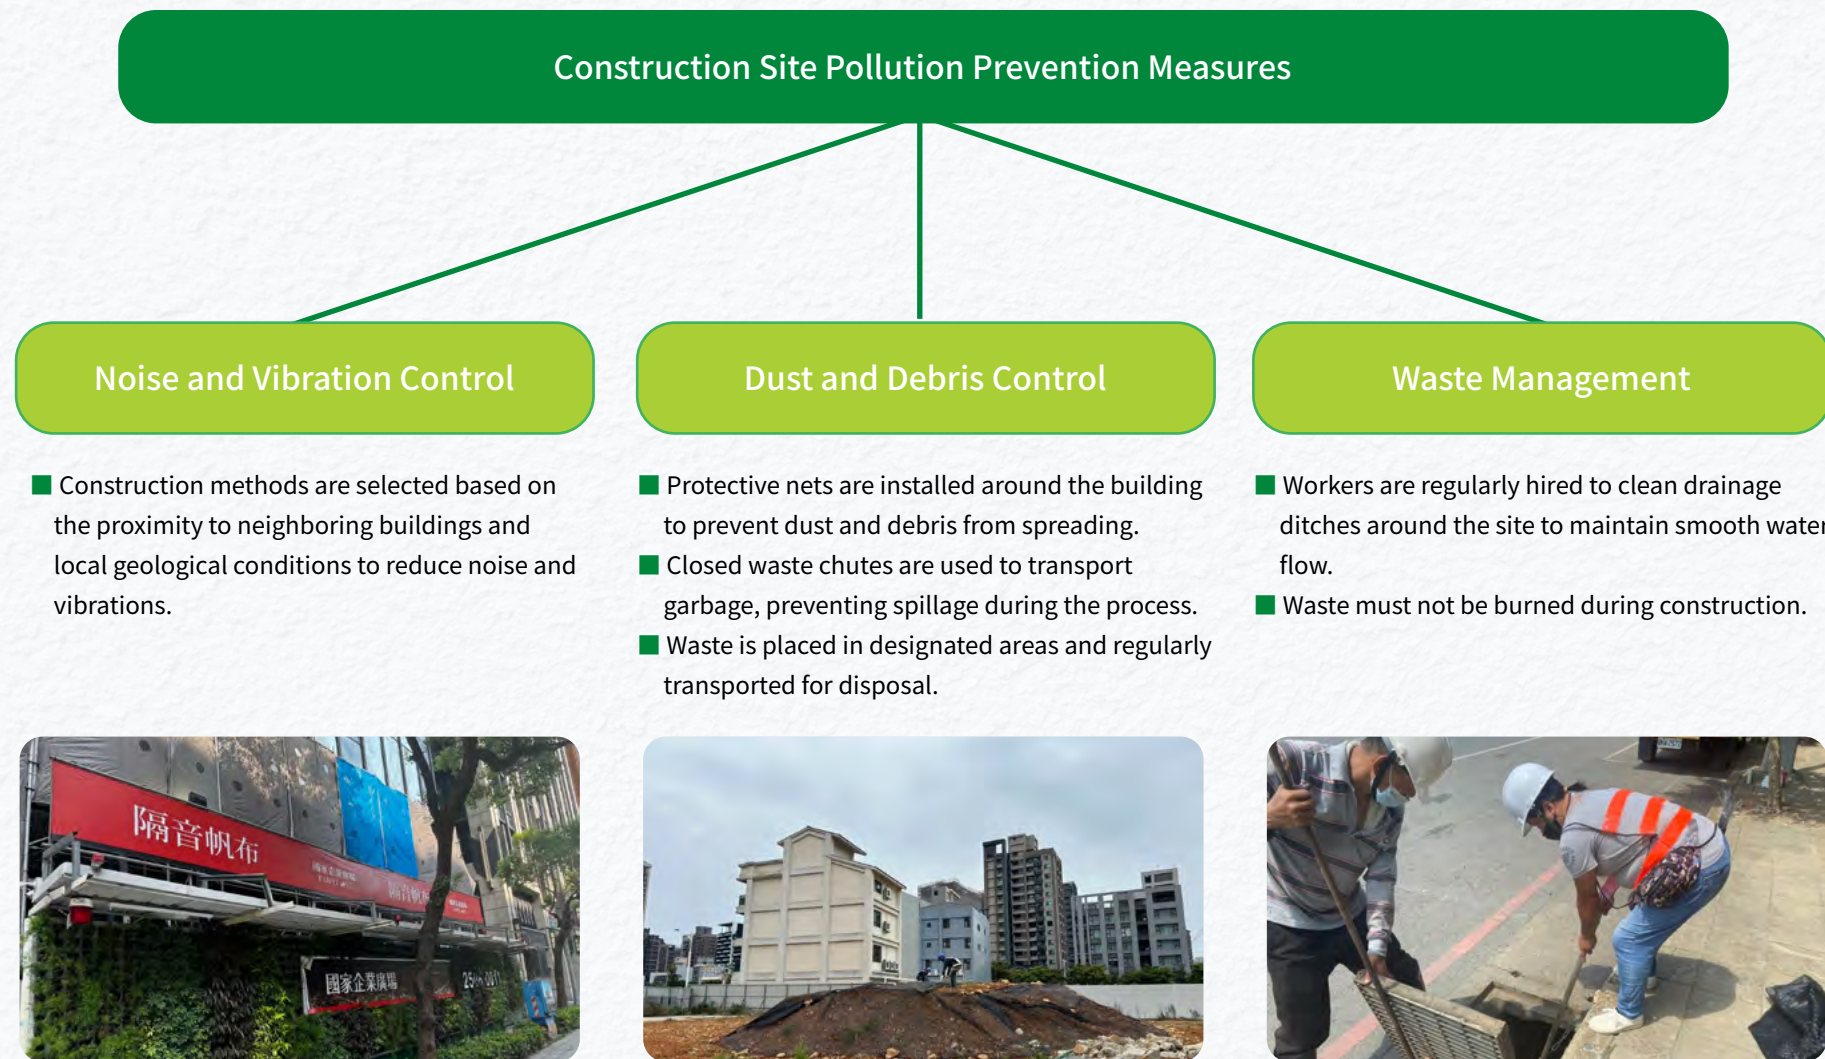 Construction Site Pollution Prevention Measures
Noise and Vibration Control
■ Construction methods are selected based on
the proximity to neighboring buildings and
local geological conditions to reduce noise and
vibrations.
Dust and Debris Control
■ Protective nets are installed around the building
to prevent dust and debris from spreading.
■ Closed waste chutes are used to transport
garbage, preventing spillage during the process.
■ Waste is placed in designated areas and regularly
transported for disposal.
Waste Management
■ Workers are regularly hired to clean drainage
ditches around the site to maintain smooth water
flow.
■ Waste must not be burned during construction.
隔音帆布
隔音帆布
國家企業廣場